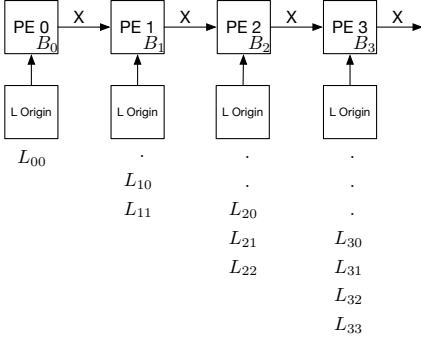 X X X X
PE 0 PE 1 PE 2 PE 3
B₀ B₁ B₂ B₃
L Origin L Origin L Origin L Origin
L₀₀ . . .
L₁₀ . .
L₁₁ L₂₀ .
L₂₁ L₃₀
L₂₂ L₃₁
L₃₂
L₃₃